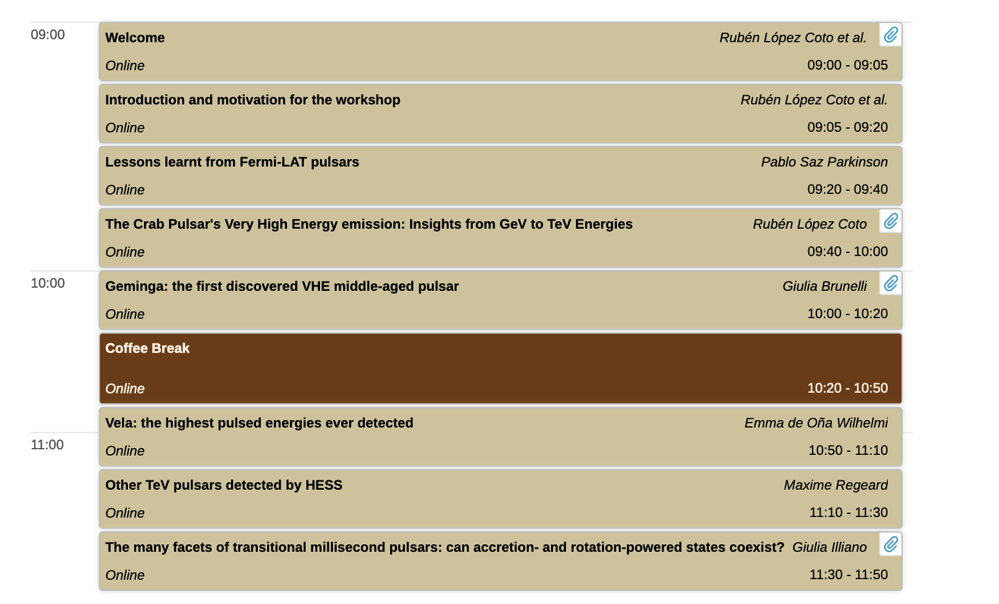 09:00
Welcome Rubén López Coto et al.
Online 09:00 - 09:05
Introduction and motivation for the workshop Rubén López Coto et al.
Online 09:05 - 09:20
Lessons learnt from Fermi-LAT pulsars Pablo Saz Parkinson
Online 09:20 - 09:40
The Crab Pulsar's Very High Energy emission: Insights from GeV to TeV Energies Rubén López Coto
Online 09:40 - 10:00
10:00
Geminga: the first discovered VHE middle-aged pulsar Giulia Brunelli
Online 10:00 - 10:20
Coffee Break
Online 10:20 - 10:50
Vela: the highest pulsed energies ever detected Emma de Oña Wilhelmi
11:00
Online 10:50 - 11:10
Other TeV pulsars detected by HESS Maxime Regeard
Online 11:10 - 11:30
The many facets of transitional millisecond pulsars: can accretion- and rotation-powered states coexist? Giulia Illiano
Online 11:30 - 11:50